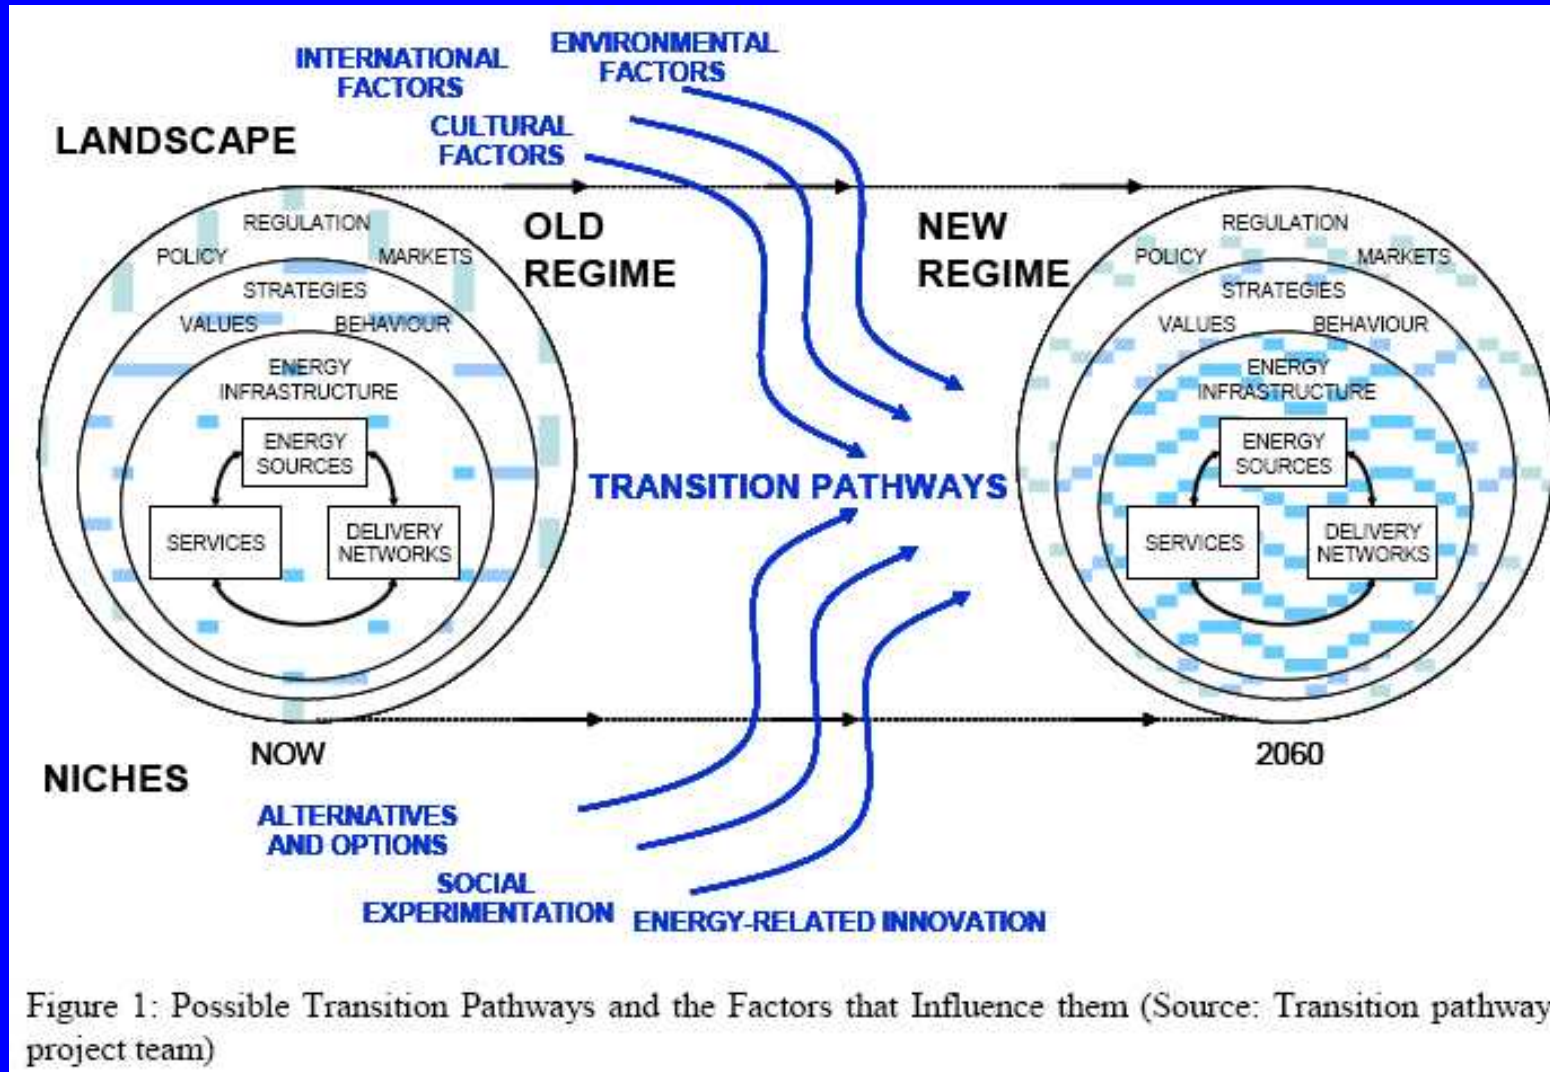 INTERNATIONAL
FACTORS
ENVIRONMENTAL
FACTORS
CULTURAL
FACTORS
LANDSCAPE
OLD
REGIME
NEW
REGIME
REGULATION
POLICY
MARKETS
STRATEGIES
VALUES
BEHAVIOUR
ENERGY
INFRASTRUCTURE
ENERGY
SOURCES
SERVICES
DELIVERY
NETWORKS
TRANSITION PATHWAYS
REGULATION
POLICY
MARKETS
STRATEGIES
VALUES
BEHAVIOUR
ENERGY
INFRASTRUCTURE
ENERGY
SOURCES
SERVICES
DELIVERY
NETWORKS
NOW
2060
NICHES
ALTERNATIVES
AND OPTIONS
SOCIAL
EXPERIMENTATION
ENERGY-RELATED INNOVATION
Figure 1: Possible Transition Pathways and the Factors that Influence them (Source: Transition pathway
project team)